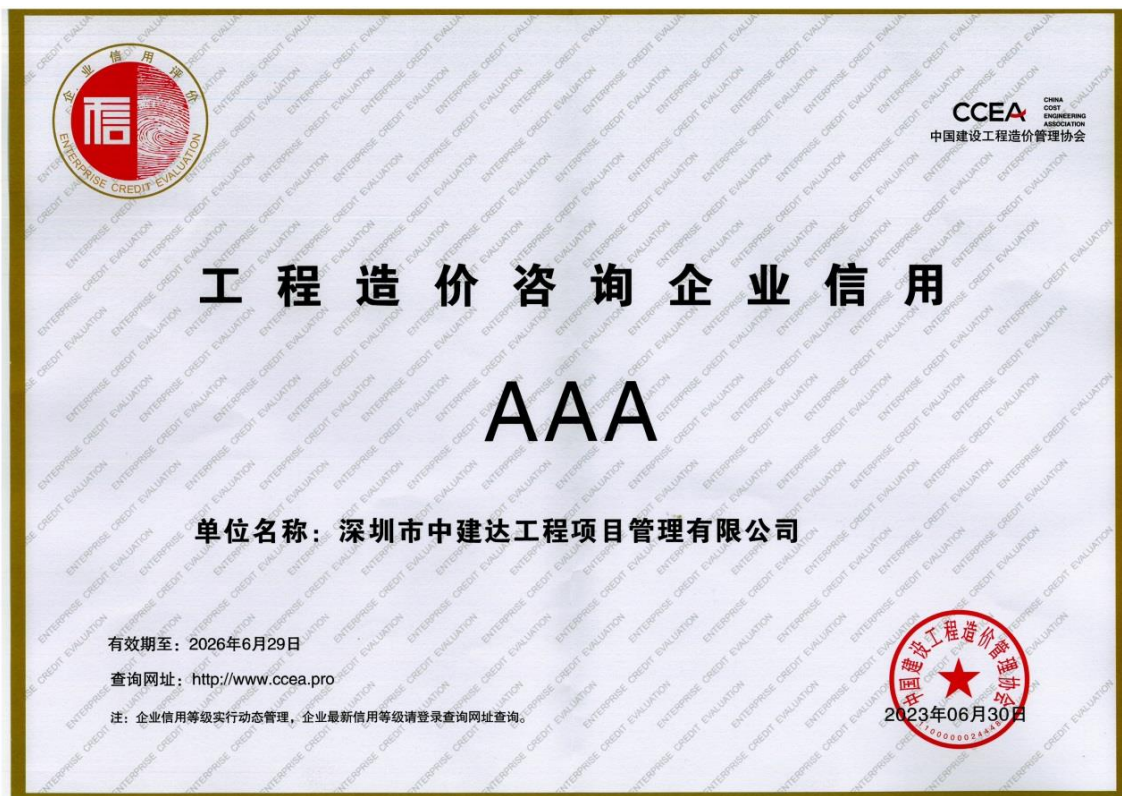 企业信用评价
ENTERPRISE CREDIT EVALUATION
信
CCEA
CHINA
COST
ENGINEERING
ASSOCIATION
中国建设工程造价管理协会
工程造价咨询企业信用
AAA
单位名称：深圳市中建达工程项目管理有限公司
有效期至：2026年6月29日
查询网址：http://www.ccea.pro
注：企业信用等级实行动态管理，企业最新信用等级请登录查询网址查询。
中国建设工程造价管理协会
2023年06月30日